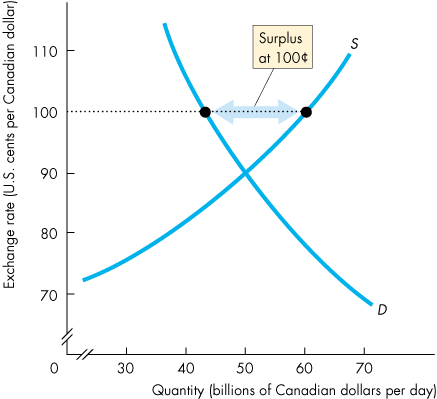 Exchange rate (U.S. cents per Canadian dollar)
110
100
90
80
70
0
30
40
50
60
70
Surplus
at 100¢
S
D
Quantity (billions of Canadian dollars per day)